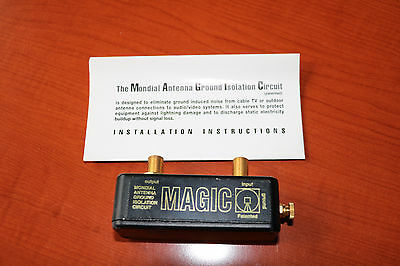 The Mondial Antenna Ground Isolation Circuit
(patented)
is designed to eliminate ground induced noise from cable TV or outdoor
antenna connections to audio/video systems. It also serves to protect
equipment against lightning damage and to discharge static electricity
buildup without signal loss.
INSTALLATION INSTRUCTIONS
output
input
MONDIAL
ANTENNA
GROUND
ISOLATION
CIRCUIT
MAGIC
Patented
ground